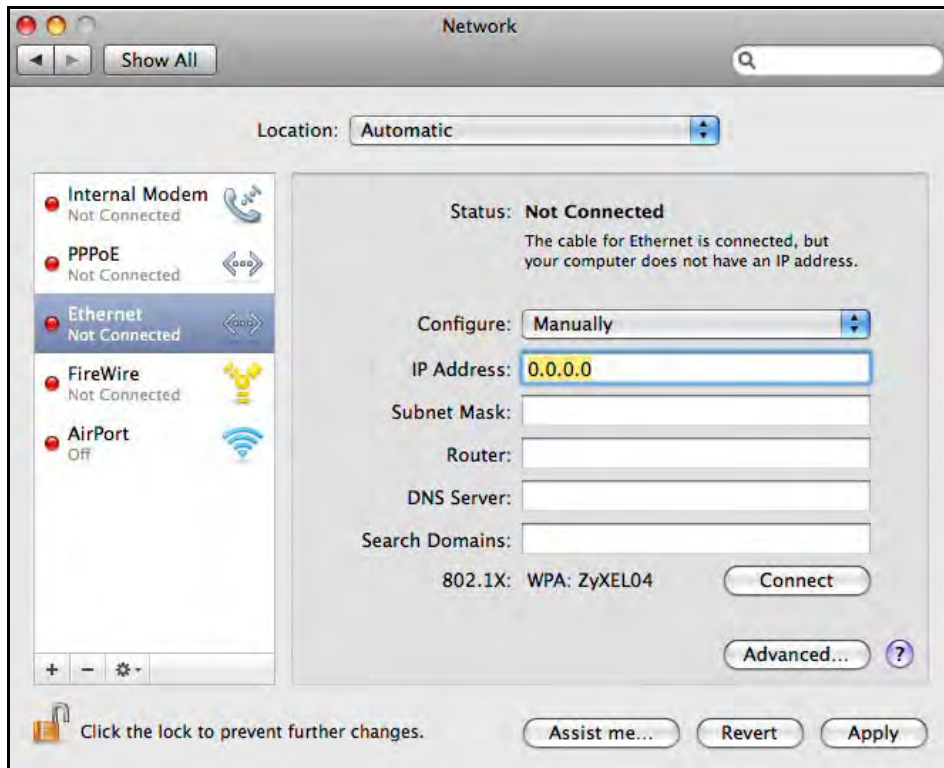 Network
Show All
Location: Automatic
Internal Modem
Not Connected
PPPoE
Not Connected
Ethernet
Not Connected
FireWire
Not Connected
AirPort
Off
Status: Not Connected
The cable for Ethernet is connected, but
your computer does not have an IP address.
Configure: Manually
IP Address: 0.0.0.0
Subnet Mask:
Router:
DNS Server:
Search Domains:
802.1X: WPA: ZyXEL04 Connect
Advanced... ?
Click the lock to prevent further changes.
Assist me... Revert Apply